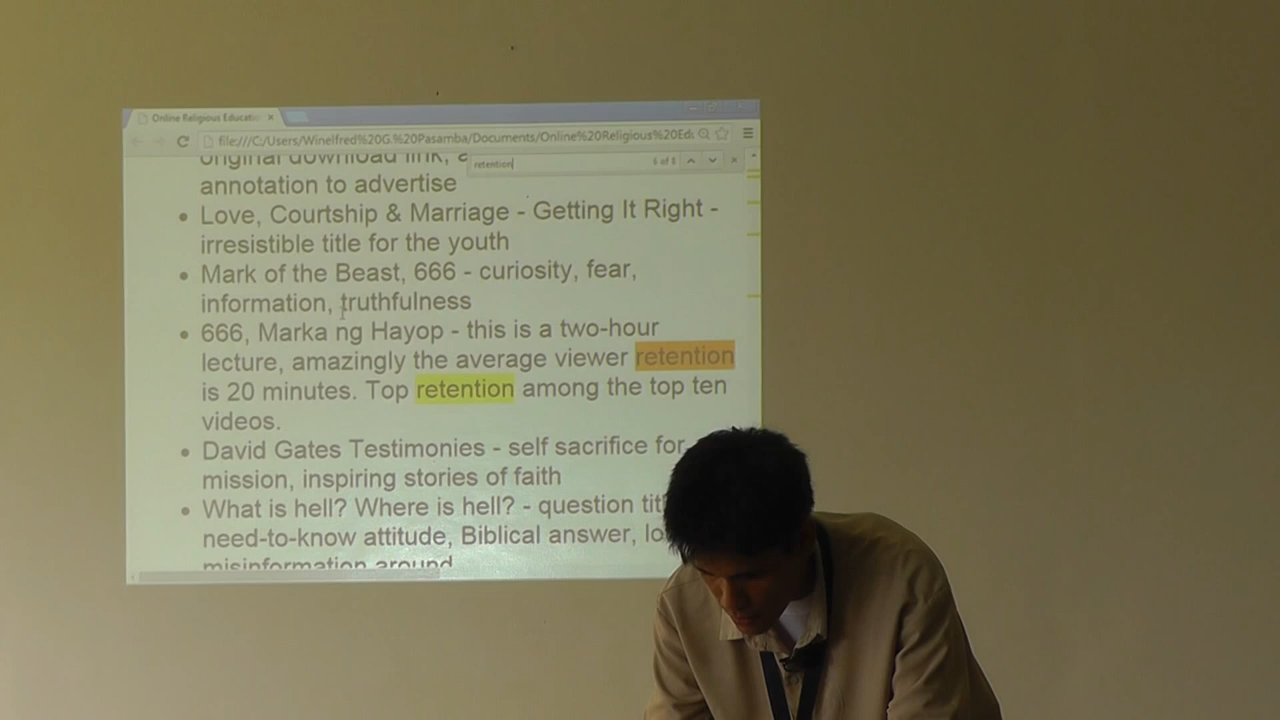 Online Religious Educatio
file:///C:/Users/Winelfred%20G.%20Pasamba/Documents/Online%20Religious%20Edu
retention
6 of 8
original download link, a
annotation to advertise
• Love, Courtship & Marriage - Getting It Right -
irresistible title for the youth
• Mark of the Beast, 666 - curiosity, fear,
information, truthfulness
• 666, Marka ng Hayop - this is a two-hour
lecture, amazingly the average viewer retention
is 20 minutes. Top retention among the top ten
videos.
• David Gates Testimonies - self sacrifice for
mission, inspiring stories of faith
• What is hell? Where is hell? - question tit
need-to-know attitude, Biblical answer, lo
misinformation around